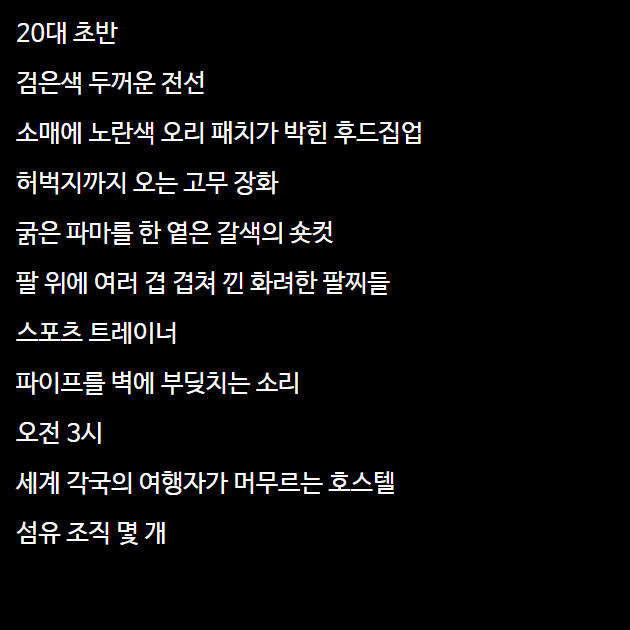 20대 초반
검은색 두꺼운 전선
소매에 노란색 오리 패치가 박힌 후드집업
허벅지까지 오는 고무 장화
굵은 파마를 한 옅은 갈색의 숏컷
팔 위에 여러 겹 겹쳐 낀 화려한 팔찌들
스포츠 트레이너
파이프를 벽에 부딪치는 소리
오전 3시
세계 각국의 여행자가 머무르는 호스텔
섬유 조직 몇 개